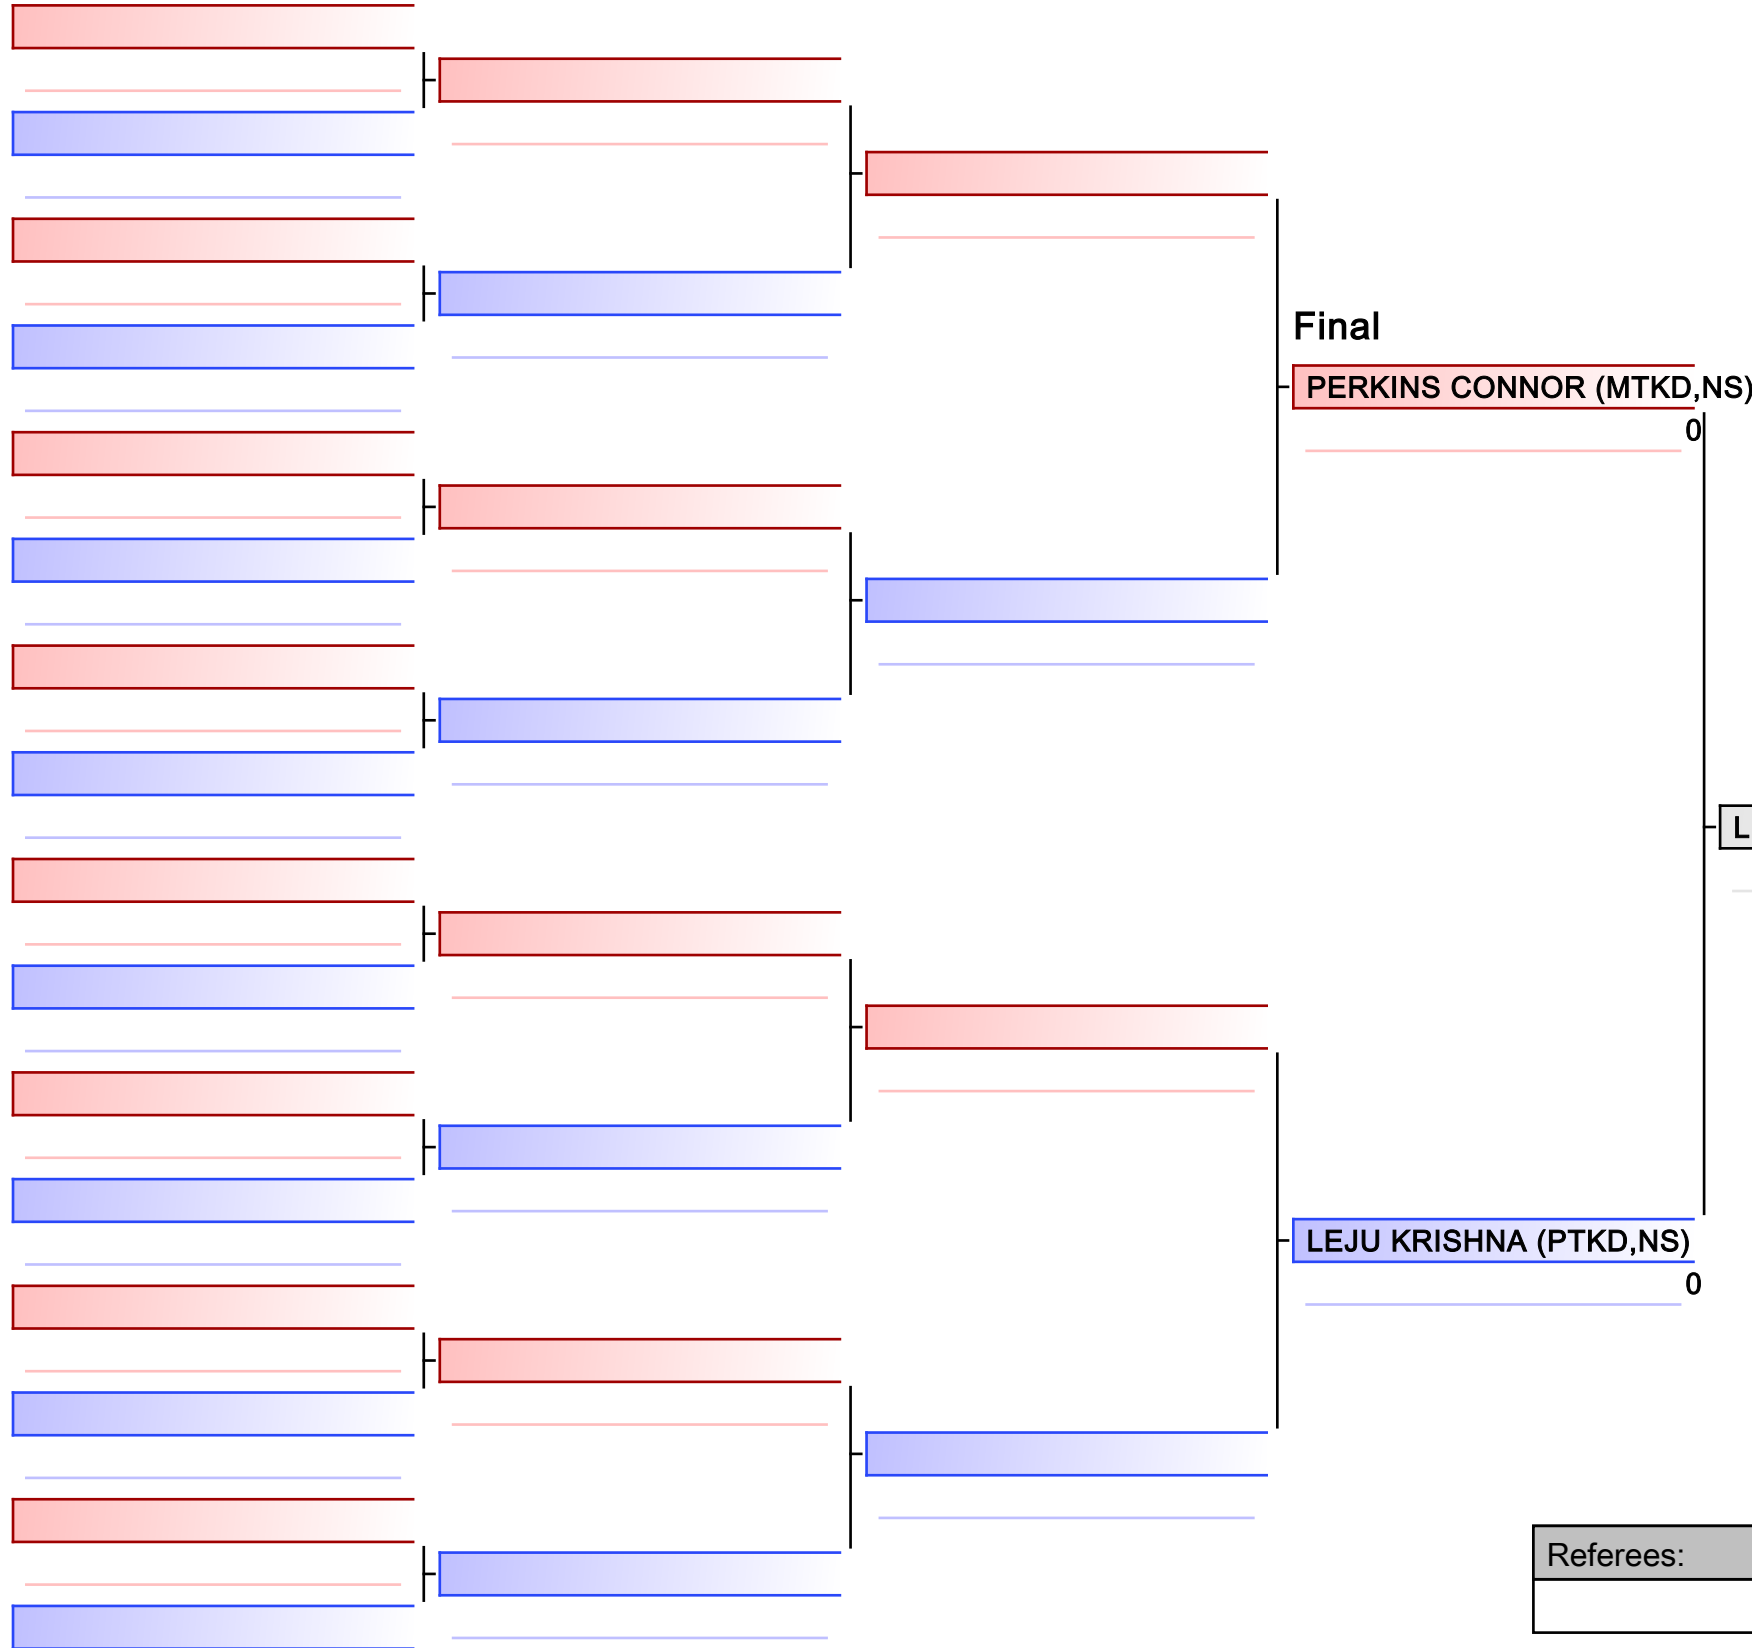 Final
PERKINS CONNOR (MTKD,NS)
0
L
LEJU KRISHNA (PTKD,NS)
0
Referees: